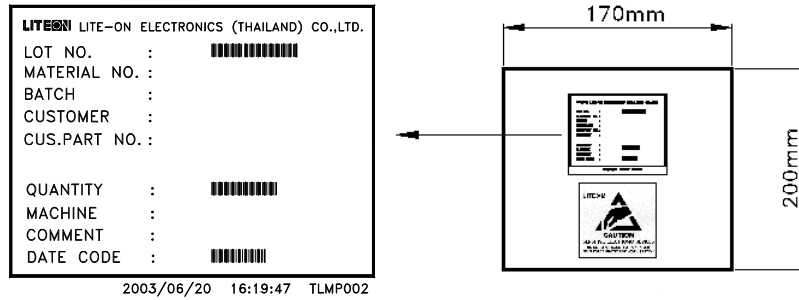 LITEON LITE-ON ELECTRONICS (THAILAND) CO.,LTD.
LOT NO. :
MATERIAL NO. :
BATCH :
CUSTOMER :
CUS.PART NO. :
QUANTITY :
MACHINE :
COMMENT :
DATE CODE :
2003/06/20 16:19:47 TLMP002
170mm
200mm
LITEON
CAUTION